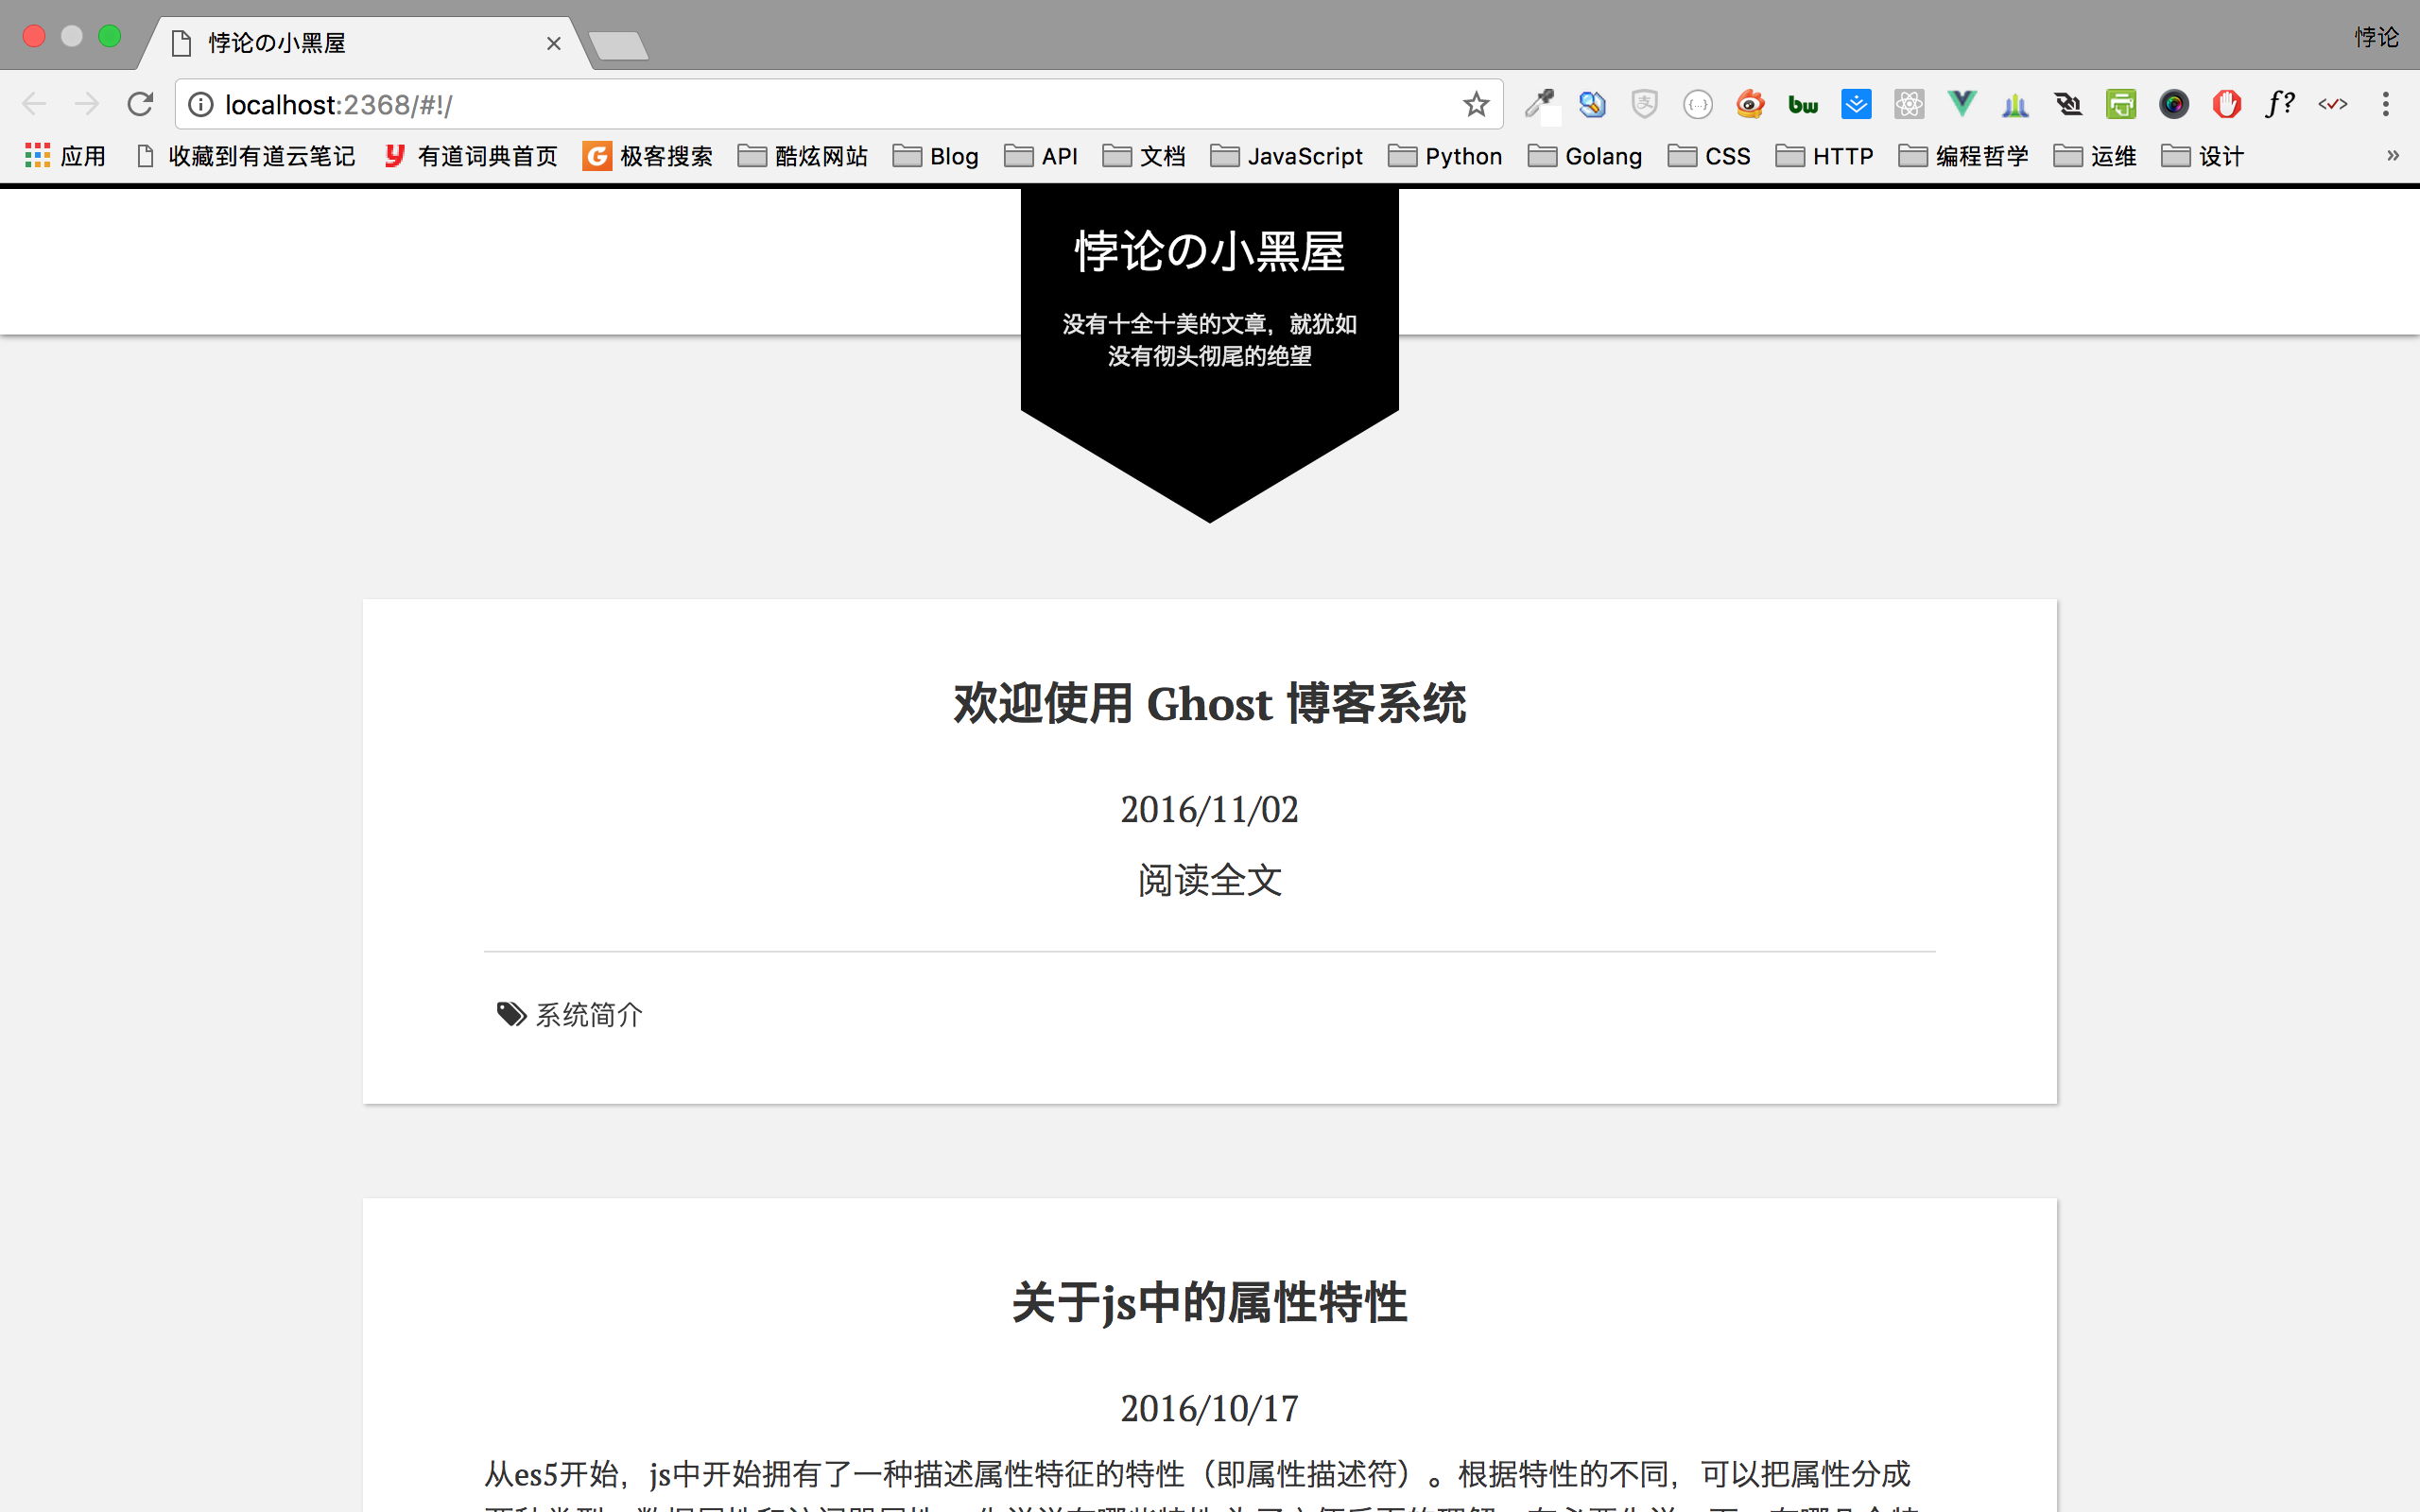 悖论の小黑屋
悖论
localhost:2368/#!/
应用 收藏到有道云笔记 有道词典首页 极客搜索 酷炫网站 Blog API 文档 JavaScript Python Golang CSS HTTP 编程哲学 运维 设计 »
悖论の小黑屋
没有十全十美的文章，就犹如
没有彻头彻尾的绝望
欢迎使用 Ghost 博客系统
2016/11/02
阅读全文
系统简介
关于js中的属性特性
2016/10/17
从es5开始，js中开始拥有了一种描述属性特征的特性（即属性描述符）。根据特性的不同，可以把属性分成